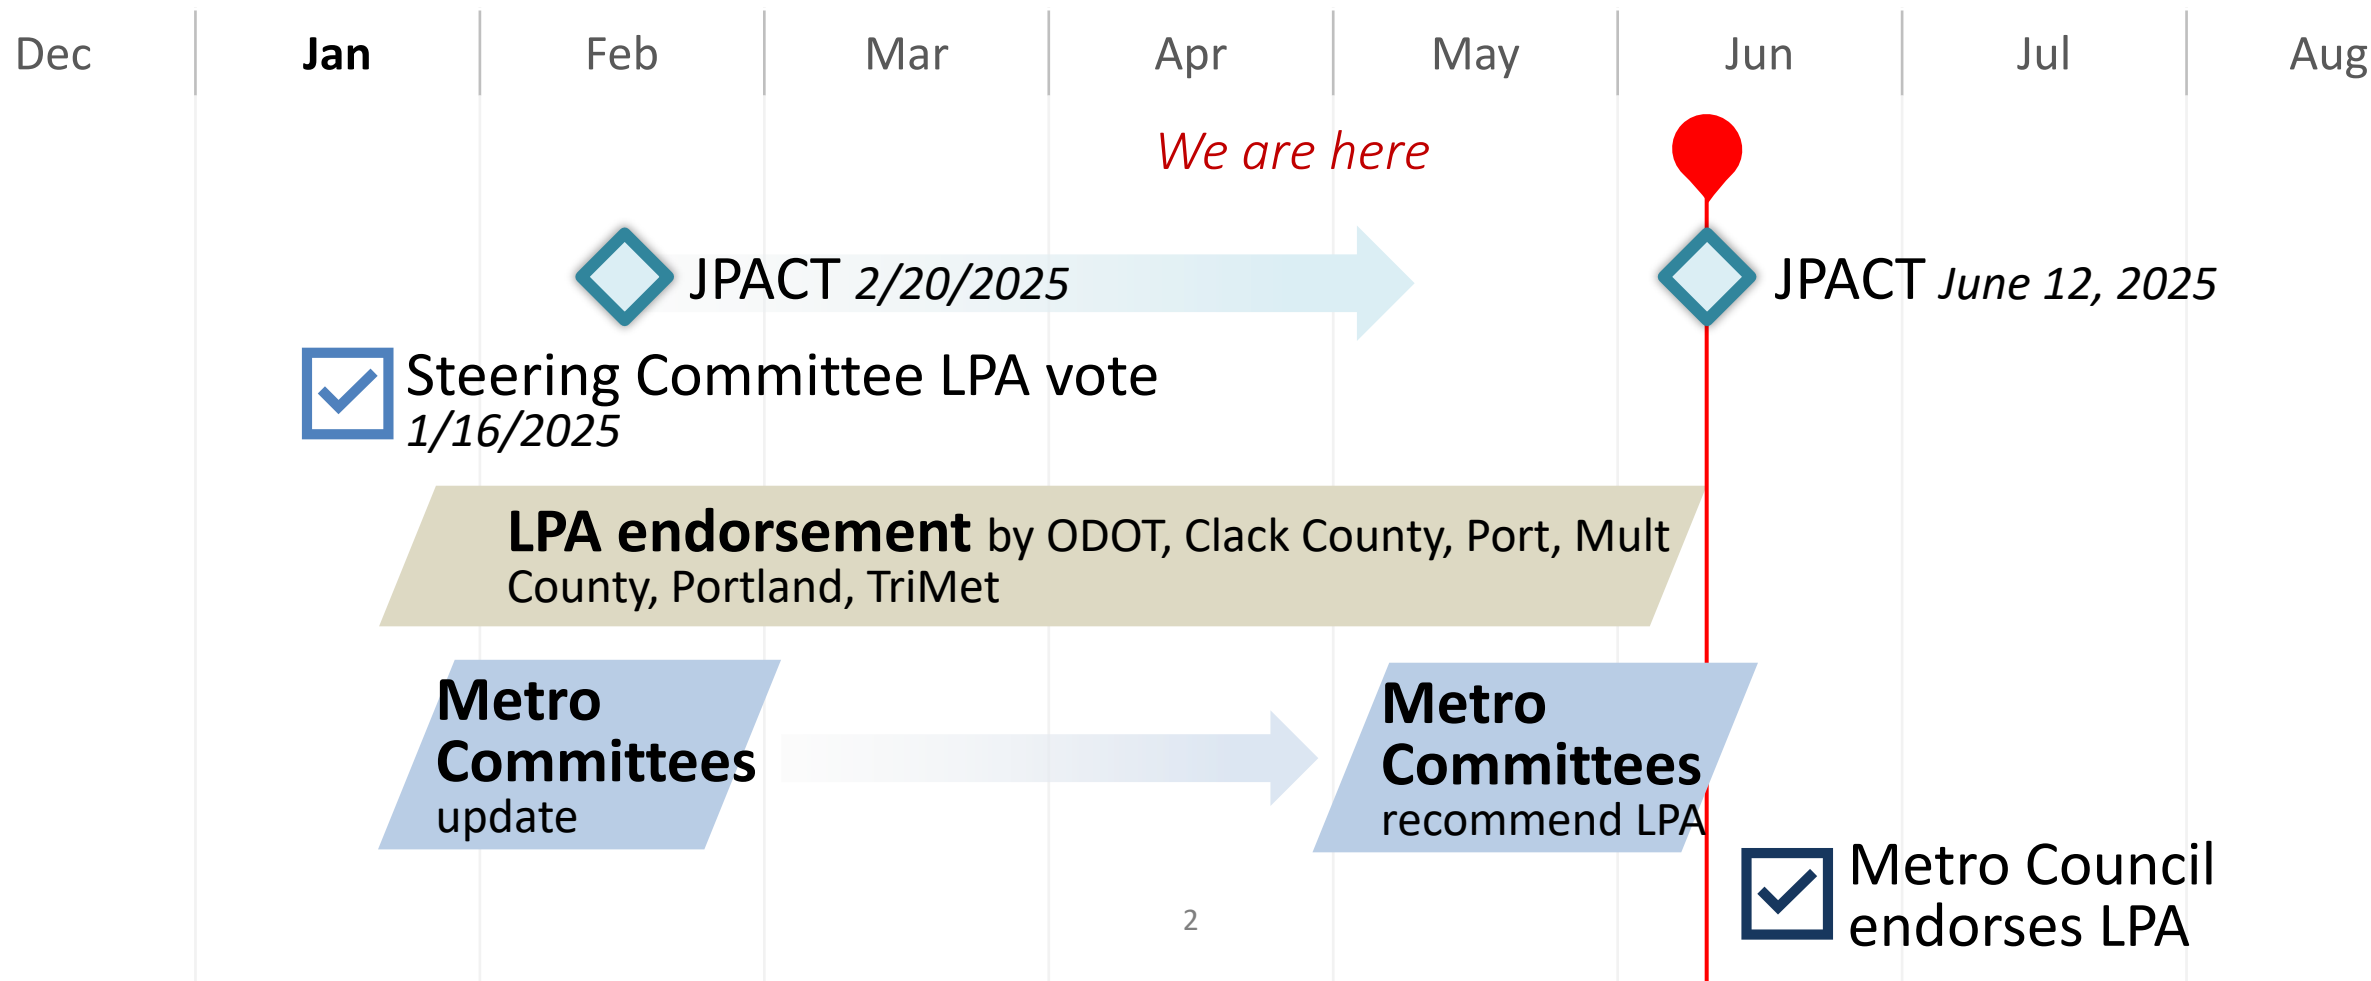 Dec Jan Feb Mar Apr May Jun Jul Aug
We are here
JPACT 2/20/2025
JPACT June 12, 2025
Steering Committee LPA vote
1/16/2025
LPA endorsement by ODOT, Clack County, Port, Mult
County, Portland, TriMet
Metro
Committees
update
Metro
Committees
recommend LPA
Metro Council
endorses LPA
2